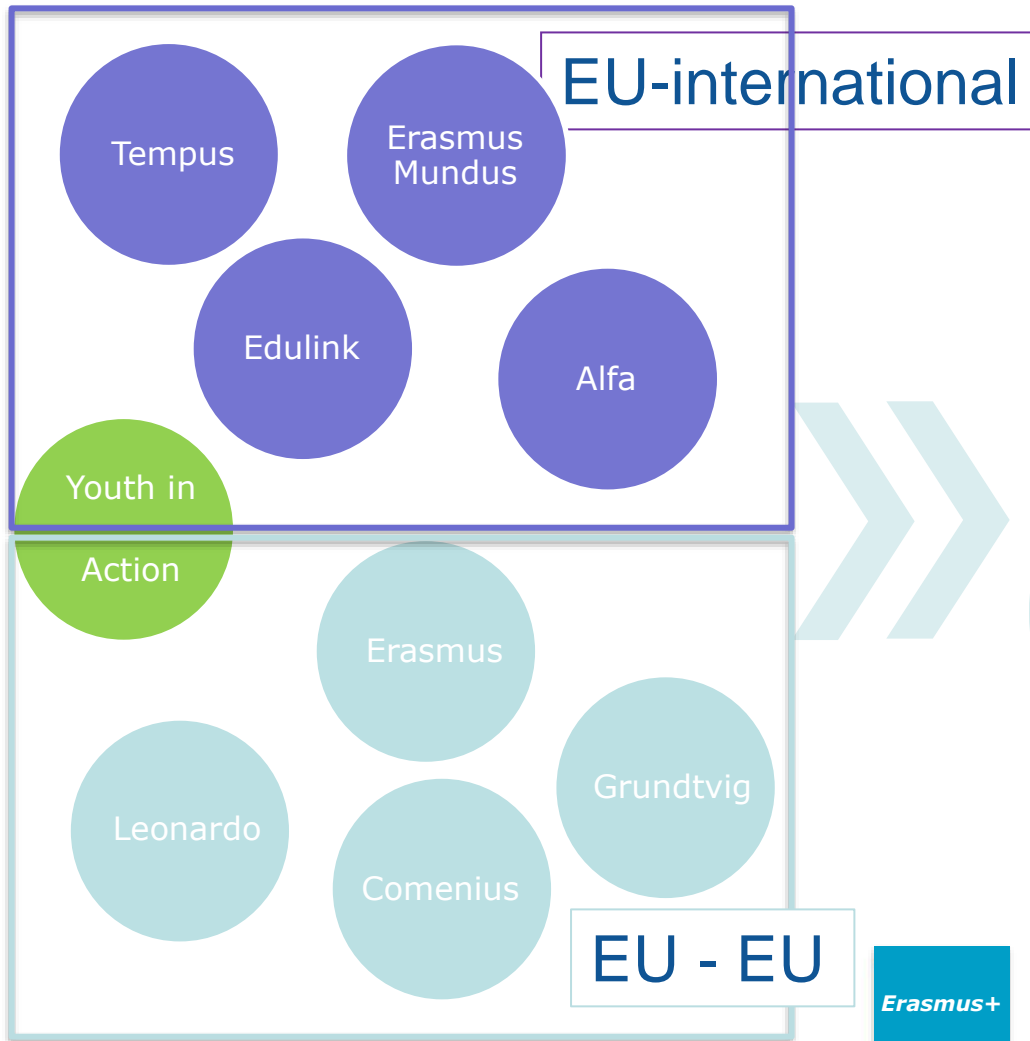 EU-international
Tempus
Erasmus
Mundus
Edulink
Alfa
Youth in
Action
Erasmus
Grundtvig
Leonardo
Comenius
EU - EU
Erasmus+